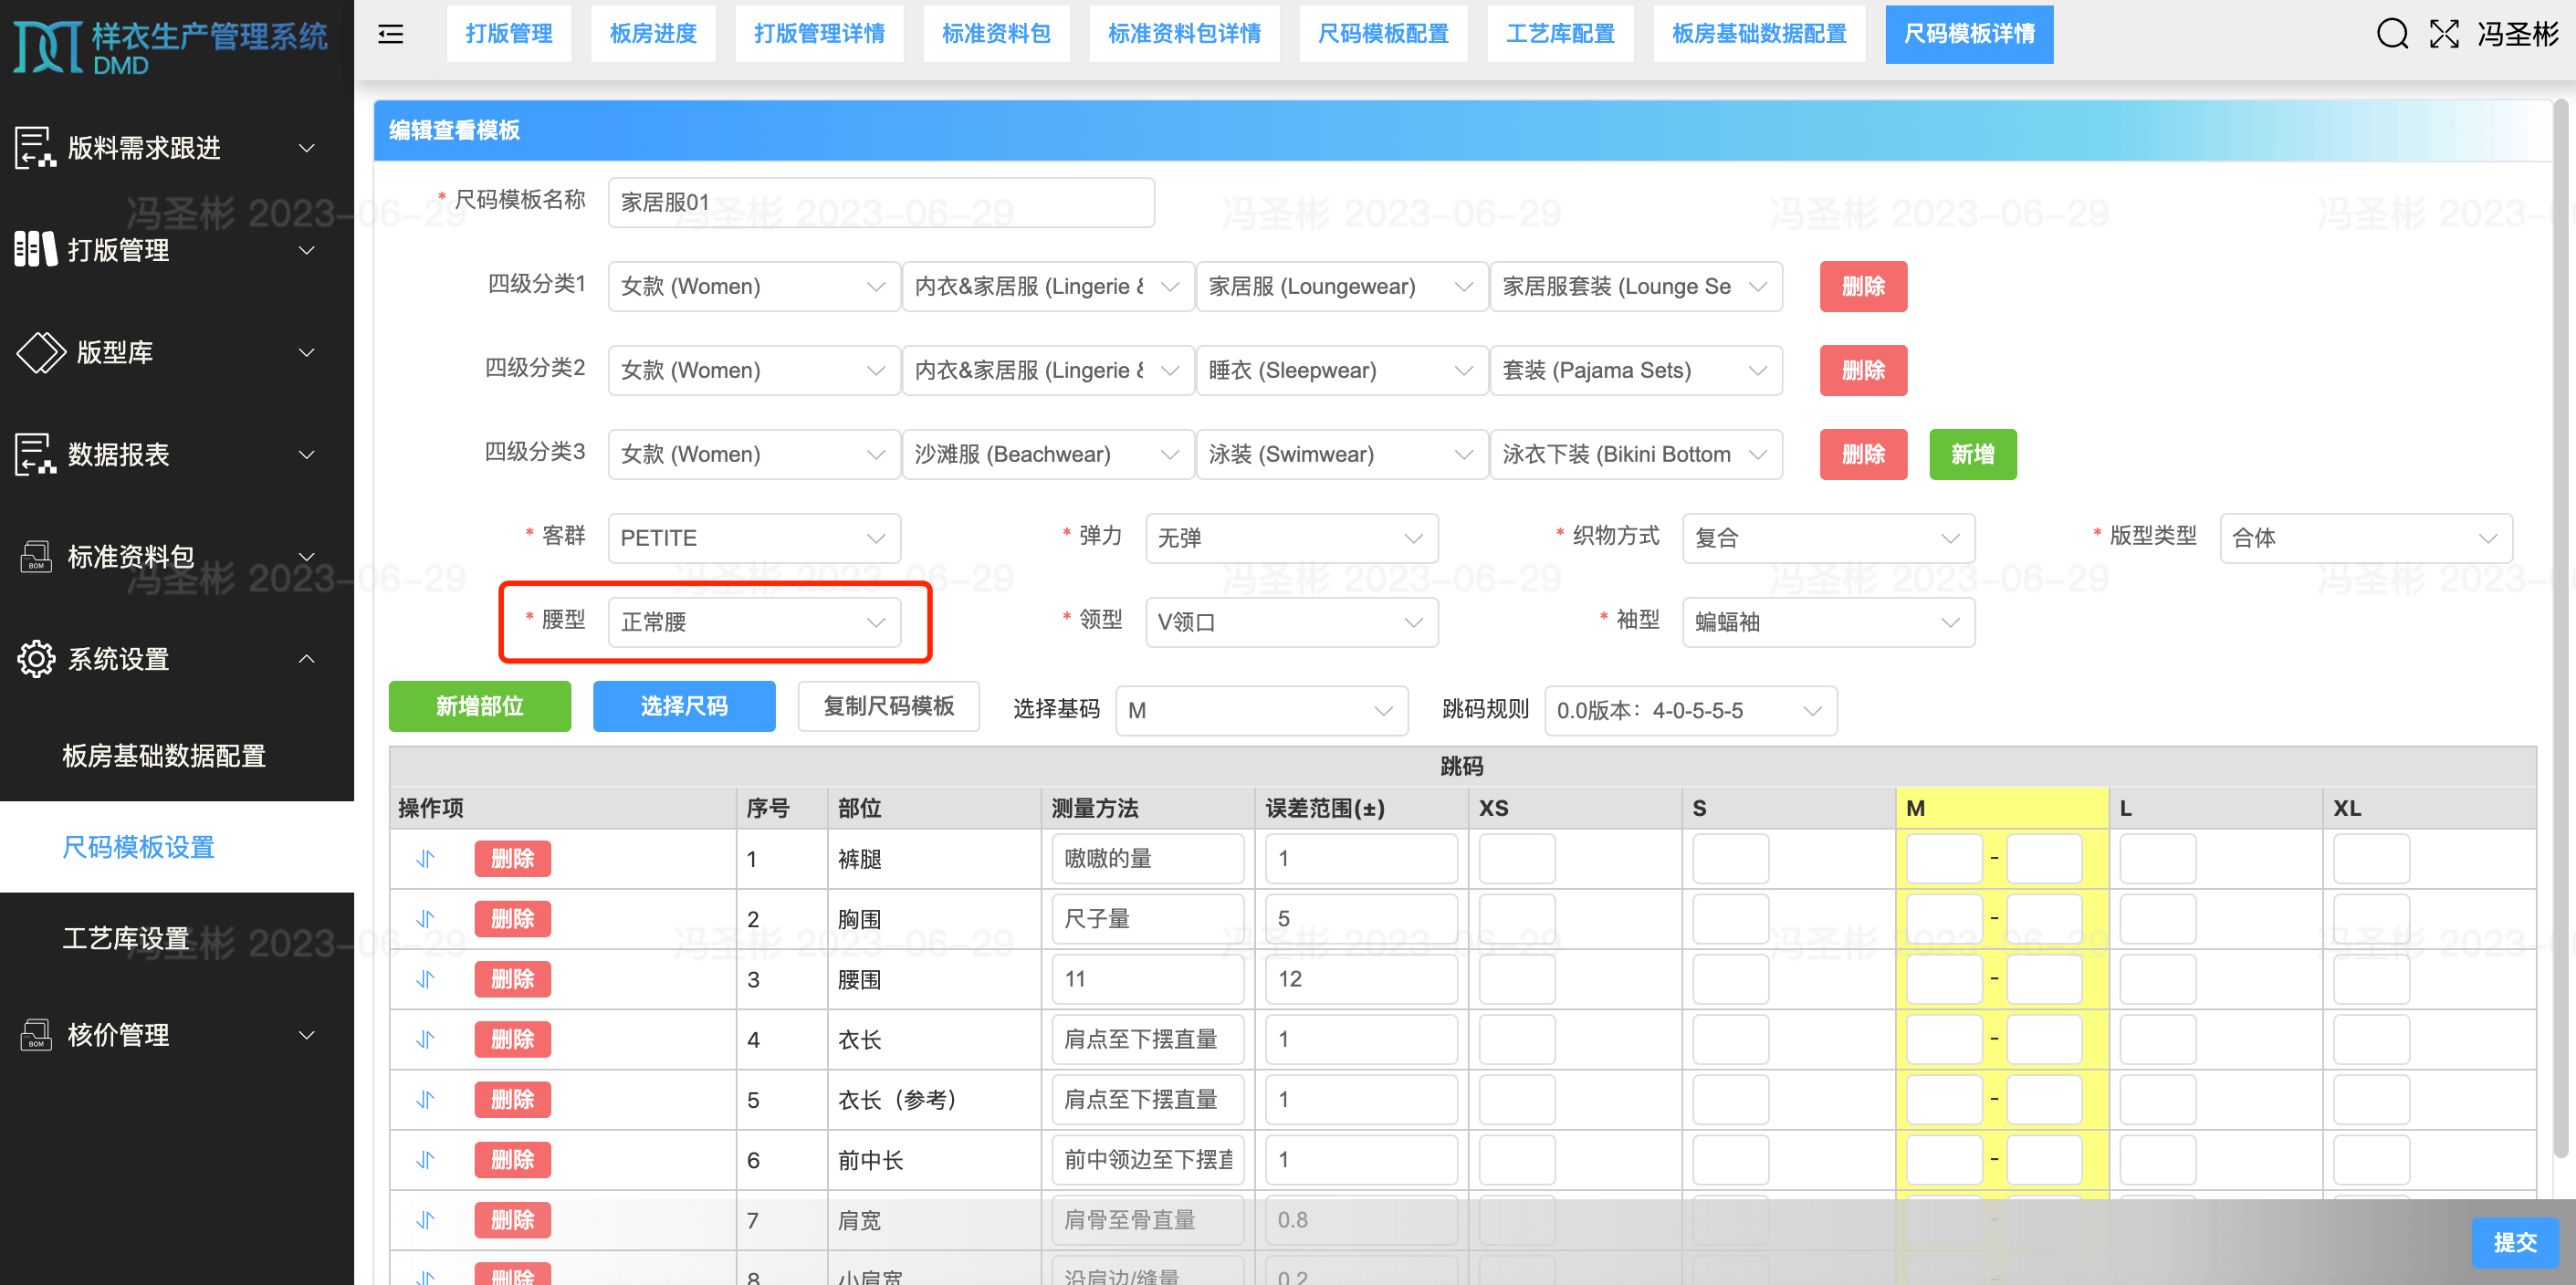 样衣生产管理系统
DMD
打版管理
板房进度
打版管理详情
标准资料包
标准资料包详情
尺码模板配置
工艺库配置
板房基础数据配置
尺码模板详情
冯圣彬
版料需求跟进
打版管理
版型库
数据报表
标准资料包
系统设置
板房基础数据配置
尺码模板设置
工艺库设置
核价管理
编辑查看模板
* 尺码模板名称 家居服01
四级分类1 女款 (Women) 内衣&家居服 (Lingerie & 家居服 (Loungewear) 家居服套装 (Lounge Se 删除
四级分类2 女款 (Women) 内衣&家居服 (Lingerie & 睡衣 (Sleepwear) 套装 (Pajama Sets) 删除
四级分类3 女款 (Women) 沙滩服 (Beachwear) 泳装 (Swimwear) 泳衣下装 (Bikini Bottom 删除 新增
* 客群 PETITE * 弹力 无弹 * 织物方式 复合 * 版型类型 合体
* 腰型 正常腰 * 领型 V领口 * 袖型 蝙蝠袖
新增部位 选择尺码 复制尺码模板 选择基码 M 跳码规则 0.0版本：4-0-5-5-5
跳码
操作项 序号 部位 测量方法 误差范围(±) XS S M L XL
删除 1 裤腿 嗷嗷的量 1 -
删除 2 胸围 尺子量 5 -
删除 3 腰围 11 12 -
删除 4 衣长 肩点至下摆直量 1 -
删除 5 衣长（参考） 肩点至下摆直量 1 -
删除 6 前中长 前中领边至下摆直 1 -
删除 7 肩宽 肩骨至骨直量 0.8 -
删除 8 小肩宽 沿肩边/缝量 0.2
提交
冯圣彬 2023-06-29